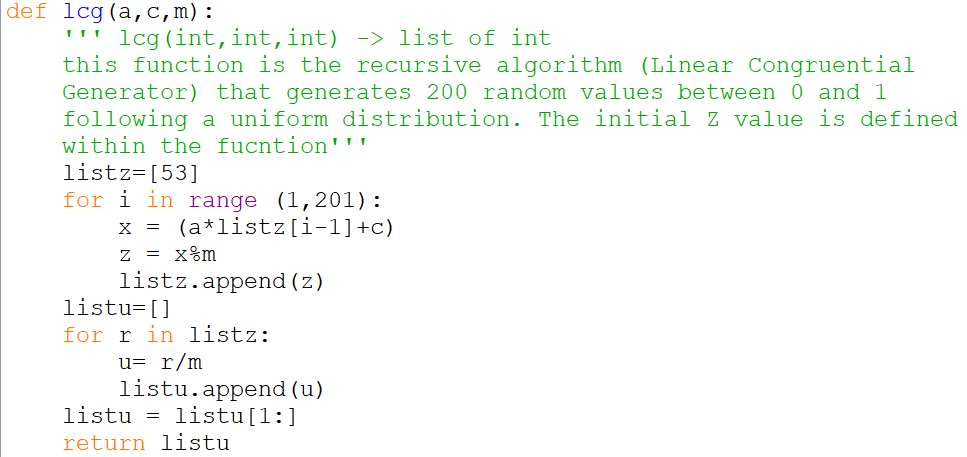 def lcg(a,c,m):
    ''' lcg(int,int,int) -> list of int
    this function is the recursive algorithm (Linear Congruential
    Generator) that generates 200 random values between 0 and 1
    following a uniform distribution. The initial Z value is defined
    within the fucntion'''
    listz=[53]
    for i in range (1,201):
        x = (a*listz[i-1]+c)
        z = x%m
        listz.append(z)
    listu=[]
    for r in listz:
        u= r/m
        listu.append(u)
    listu = listu[1:]
    return listu